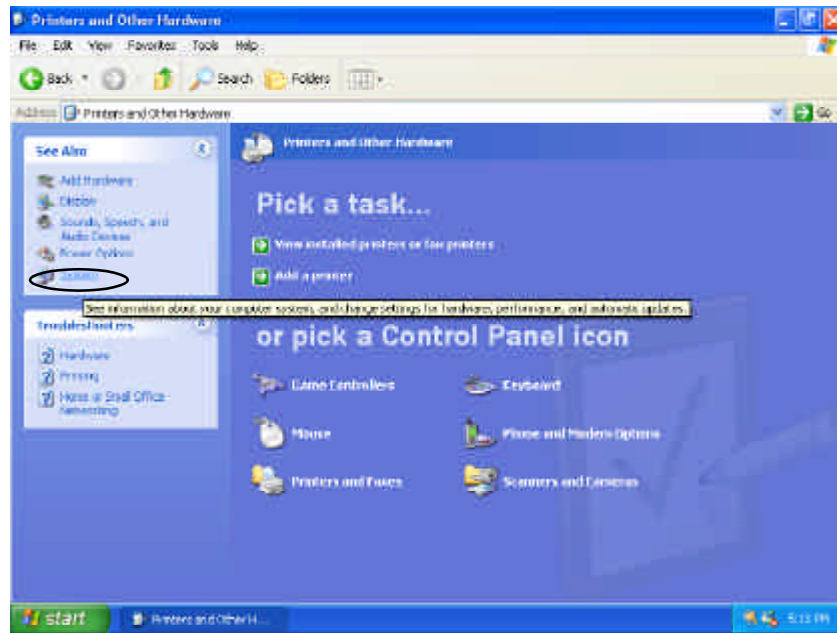 Printers and Other Hardware
File Edit View Favorites Tools Help
Back Search Folders
Address Printers and Other Hardware Go
See Also
Add Hardware
Display
Sounds, Speech, and
Audio Devices
Power Options
System
See information about your computer system, and change settings for hardware, performance, and automatic updates.
Troubleshooters
Hardware
Printing
Home or Small Office
Networking
Printers and Other Hardware
Pick a task...
View installed printers or fax printers
Add a printer
or pick a Control Panel icon
Game Controllers
Keyboard
Mouse
Phone and Modem Options
Printers and Faxes
Scanners and Cameras
start
Printers and Other H...
5:13 PM